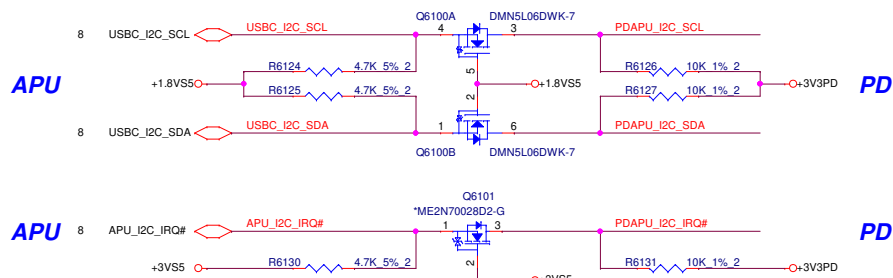 Q6100A DMN5L06DWK-7
8 USBC_I2C_SCL USBC_I2C_SCL 4 3 PDAPU_I2C_SCL
R6124 4.7K_5%_2 5 R6126 10K_1%_2
APU +1.8VS5 +1.8VS5 +3V3PD PD
R6125 4.7K_5%_2 2 R6127 10K_1%_2
8 USBC_I2C_SDA USBC_I2C_SDA 1 6 PDAPU_I2C_SDA
Q6100B DMN5L06DWK-7
Q6101
*ME2N70028D2-G
APU 8 APU_I2C_IRQ# APU_I2C_IRQ# 1 3 PDAPU_I2C_IRQ# PD
+3VS5 R6130 4.7K_5%_2 2 R6131 10K_1%_2 +3V3PD